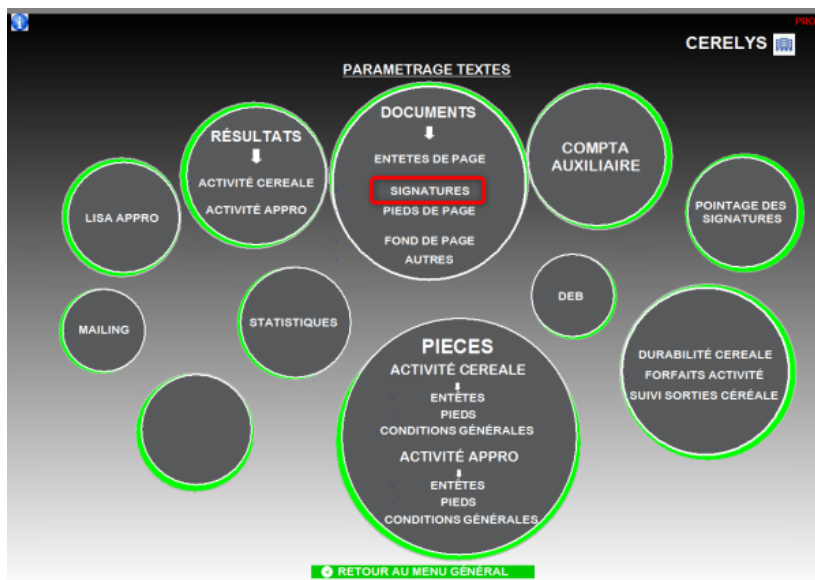 PRO
CERELYS
PARAMETRAGE TEXTES
DOCUMENTS
ENTETES DE PAGE
SIGNATURES
PIEDS DE PAGE
FOND DE PAGE
AUTRES
RÉSULTATS
ACTIVITÉ CEREALE
ACTIVITÉ APPRO
COMPTA
AUXILIAIRE
LISA APPRO
POINTAGE DES
SIGNATURES
MAILING
STATISTIQUES
DEB
PIECES
ACTIVITÉ CEREALE
ENTÊTES
PIEDS
CONDITIONS GÉNÉRALES
ACTIVITÉ APPRO
ENTÊTES
PIEDS
CONDITIONS GÉNÉRALES
DURABILITÉ CEREALE
FORFAITS ACTIVITÉ
SUIVI SORTIES CÉRÉALE
RETOUR AU MENU GÉNÉRAL